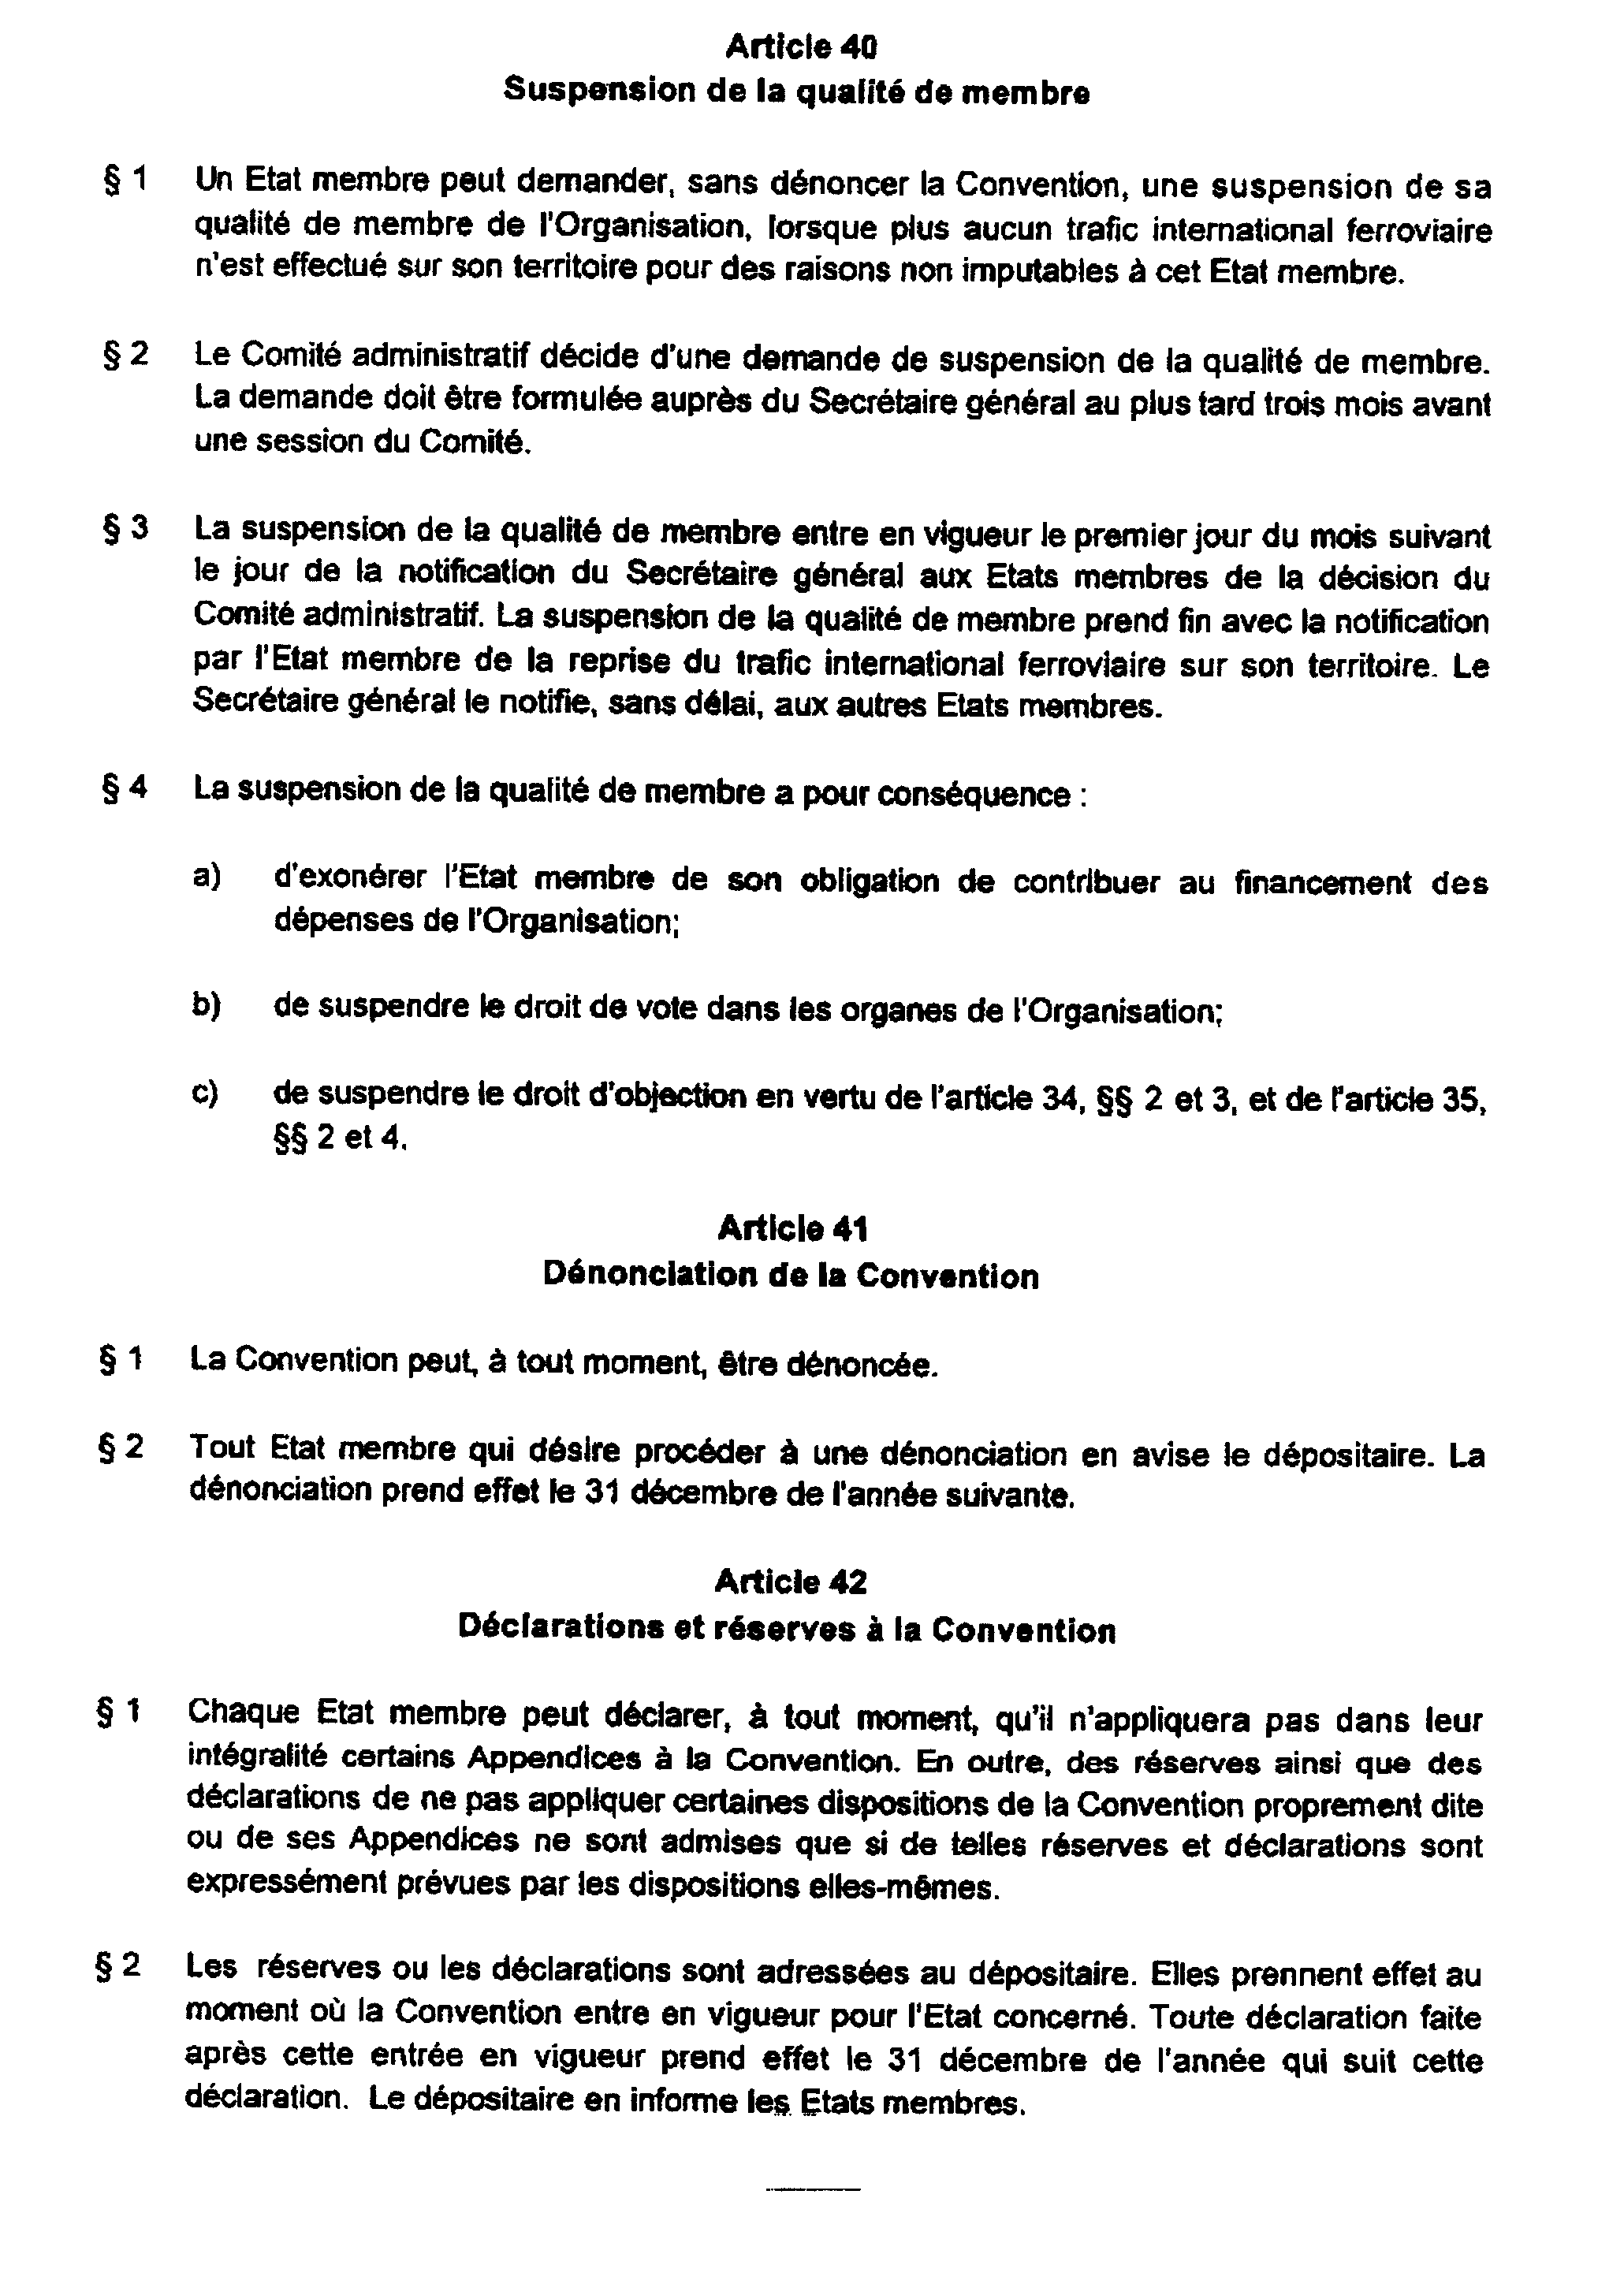 Article 40
Suspension de la qualité de membre
§ 1 Un Etat membre peut demander, sans dénoncer la Convention, une suspension de sa
qualité de membre de l'Organisation, lorsque plus aucun trafic international ferroviaire
n'est effectué sur son territoire pour des raisons non imputables à cet Etat membre.
§ 2 Le Comité administratif décide d'une demande de suspension de la qualité de membre.
La demande doit être formulée auprès du Secrétaire général au plus tard trois mois avant
une session du Comité.
§ 3 La suspension de la qualité de membre entre en vigueur le premier jour du mois suivant
le jour de la notification du Secrétaire général aux Etats membres de la décision du
Comité administratif. La suspension de la qualité de membre prend fin avec la notification
par l'Etat membre de la reprise du trafic international ferroviaire sur son territoire. Le
Secrétaire général le notifie, sans délai, aux autres Etats membres.
§ 4 La suspension de la qualité de membre a pour conséquence :
a) d'exonérer l'Etat membre de son obligation de contribuer au financement des
dépenses de l'Organisation;
b) de suspendre le droit de vote dans les organes de l'Organisation;
c) de suspendre le droit d'objection en vertu de l'article 34, §§ 2 et 3, et de l'article 35,
§§ 2 et 4.
Article 41
Dénonciation de la Convention
§ 1 La Convention peut, à tout moment, être dénoncée.
§ 2 Tout Etat membre qui désire procéder à une dénonciation en avise le dépositaire. La
dénonciation prend effet le 31 décembre de l'année suivante.
Article 42
Déclarations et réserves à la Convention
§ 1 Chaque Etat membre peut déclarer, à tout moment, qu'il n'appliquera pas dans leur
intégralité certains Appendices à la Convention. En outre, des réserves ainsi que des
déclarations de ne pas appliquer certaines dispositions de la Convention proprement dite
ou de ses Appendices ne sont admises que si de telles réserves et déclarations sont
expressément prévues par les dispositions elles-mêmes.
§ 2 Les réserves ou les déclarations sont adressées au dépositaire. Elles prennent effet au
moment où la Convention entre en vigueur pour l'Etat concerné. Toute déclaration faite
après cette entrée en vigueur prend effet le 31 décembre de l'année qui suit cette
déclaration. Le dépositaire en informe les Etats membres.